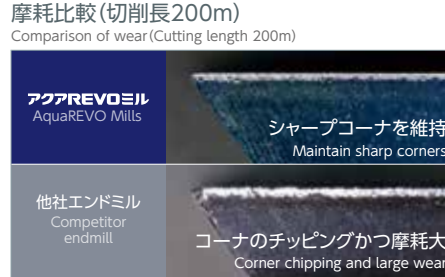 摩耗比較(切削長200m)
Comparison of wear(Cutting length 200m)
アクアREVOミル
AquaREVO Mills
シャープコーナを維持
Maintain sharp corners
他社エンドミル
Competitor
endmill
コーナのチッピングかつ摩耗大
Corner chipping and large wear